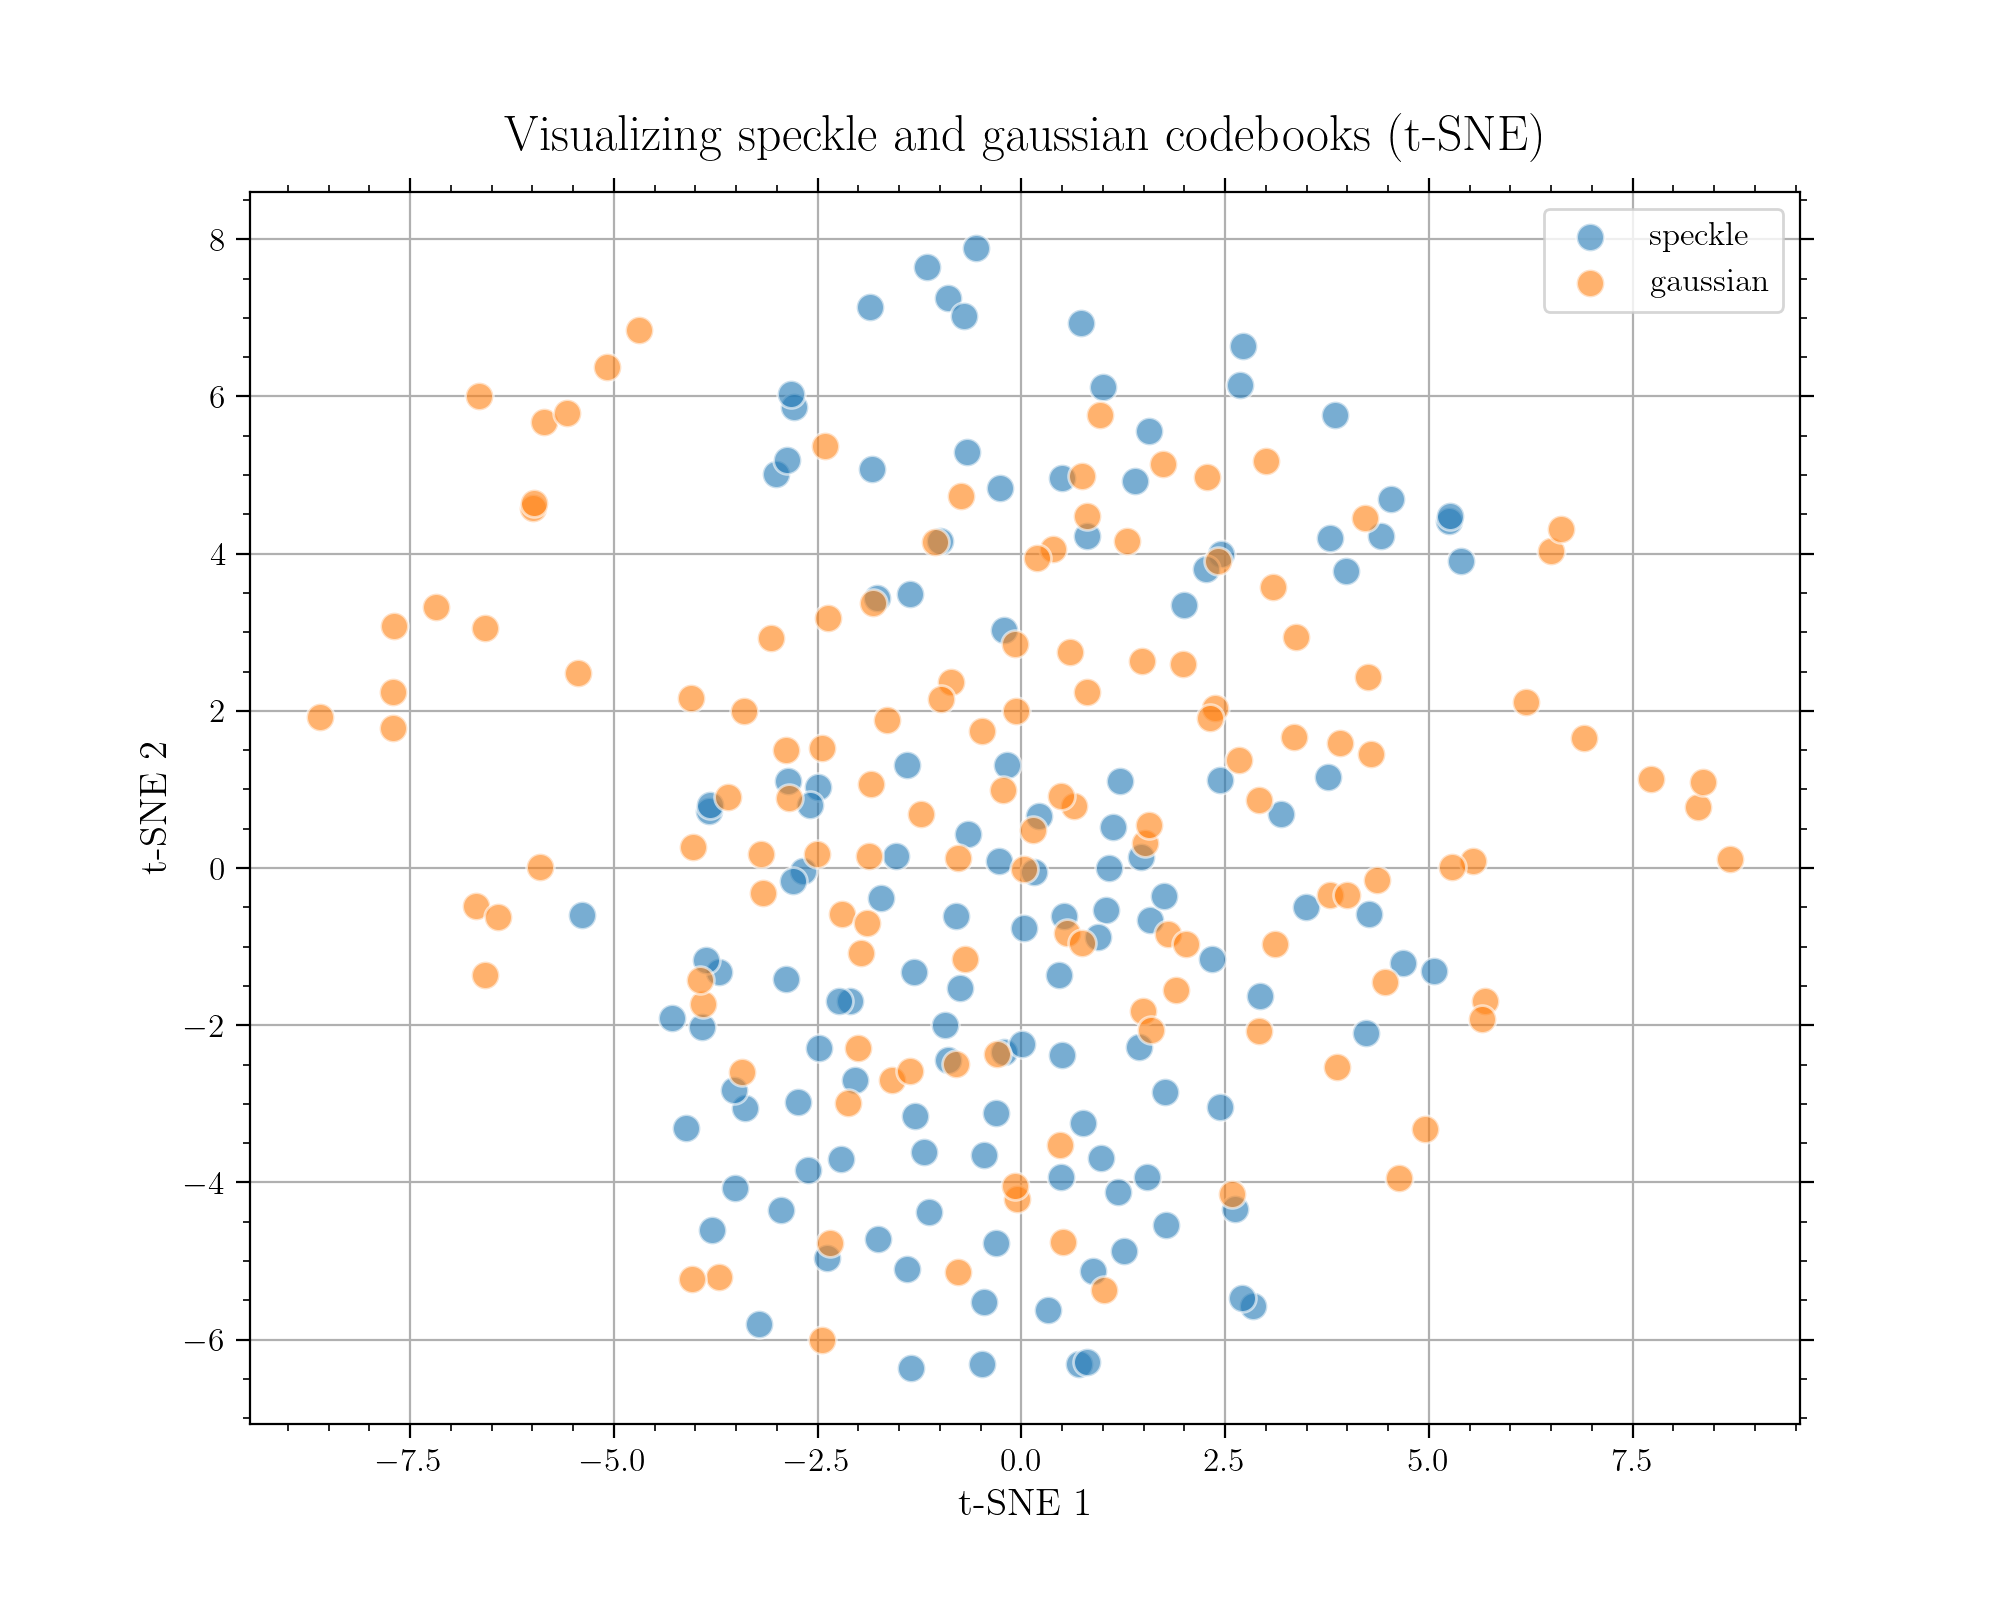 Visualizing speckle and gaussian codebooks (t-SNE)
speckle
gaussian
8
6
4
2
0
−2
−4
−6
t-SNE 2
−7.5 −5.0 −2.5 0.0 2.5 5.0 7.5
t-SNE 1